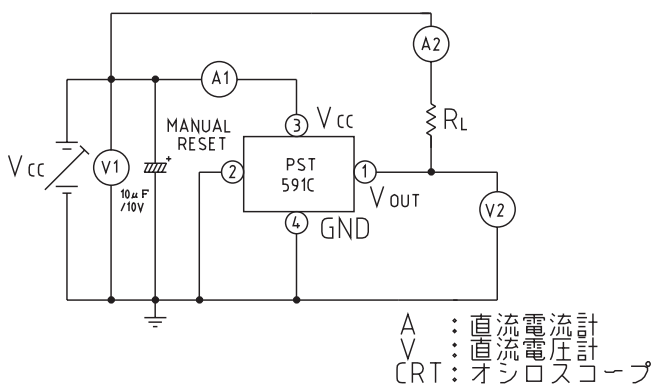 A2
A1
3
VCC
RL
MANUAL
RESET
VCC
V1
+
10μF
/10V
2
PST
591C
1
VOUT
V2
4
GND
A : 直流電流計
V : 直流電圧計
CRT : オシロスコープ